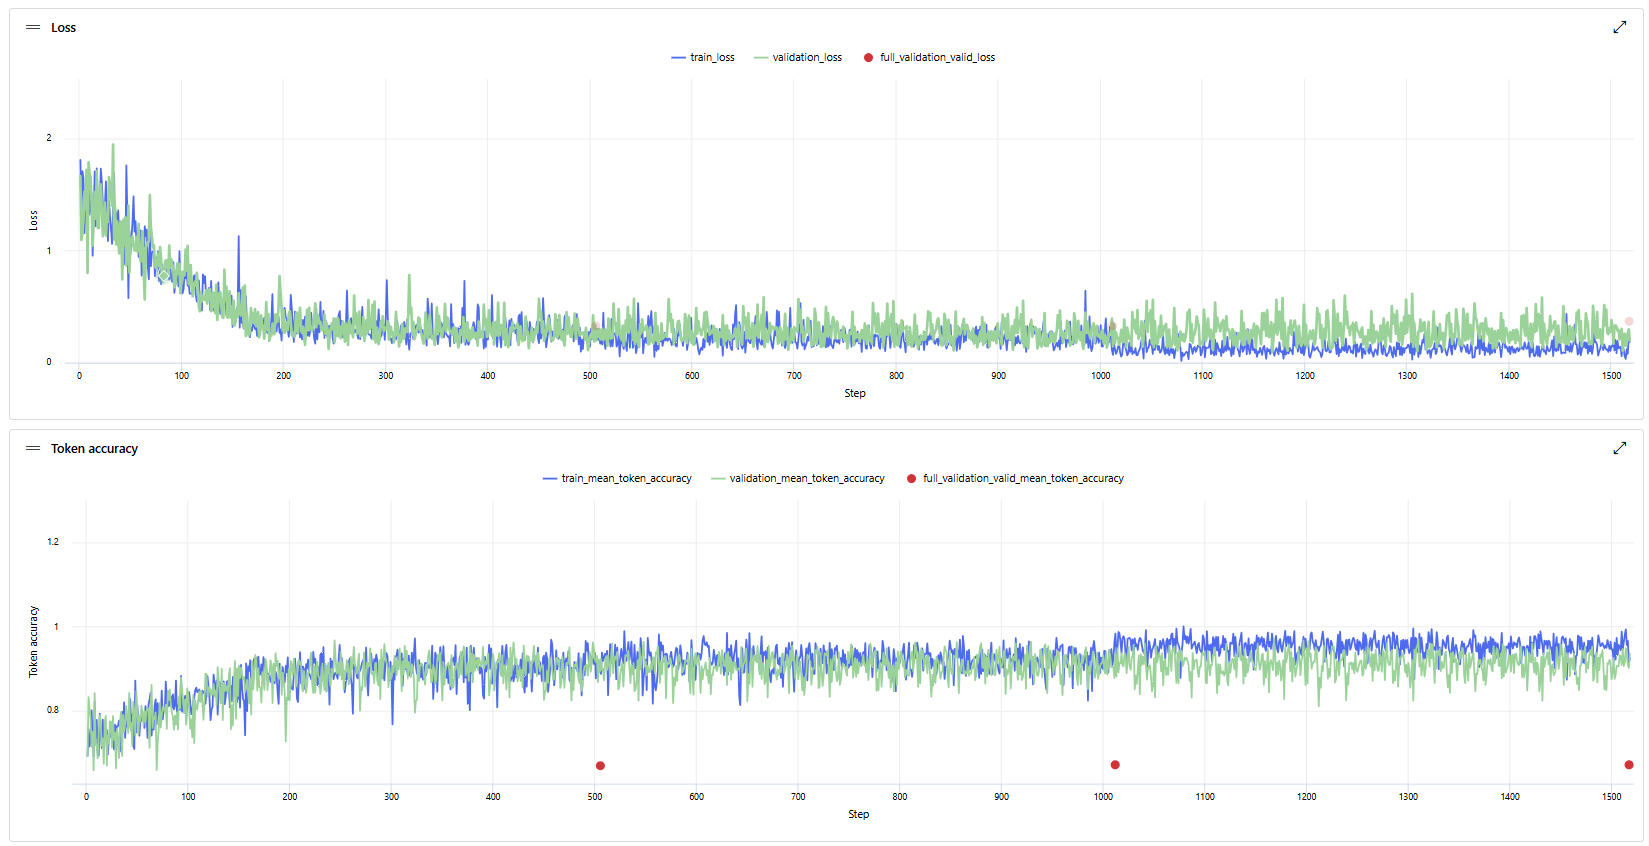 Loss
train_loss validation_loss full_validation_valid_loss
2
1
0
Loss
0 100 200 300 400 500 600 700 800 900 1000 1100 1200 1300 1400 1500
Step
Token accuracy
train_mean_token_accuracy validation_mean_token_accuracy full_validation_valid_mean_token_accuracy
1.2
1
0.8
Token accuracy
0 100 200 300 400 500 600 700 800 900 1000 1100 1200 1300 1400 1500
Step